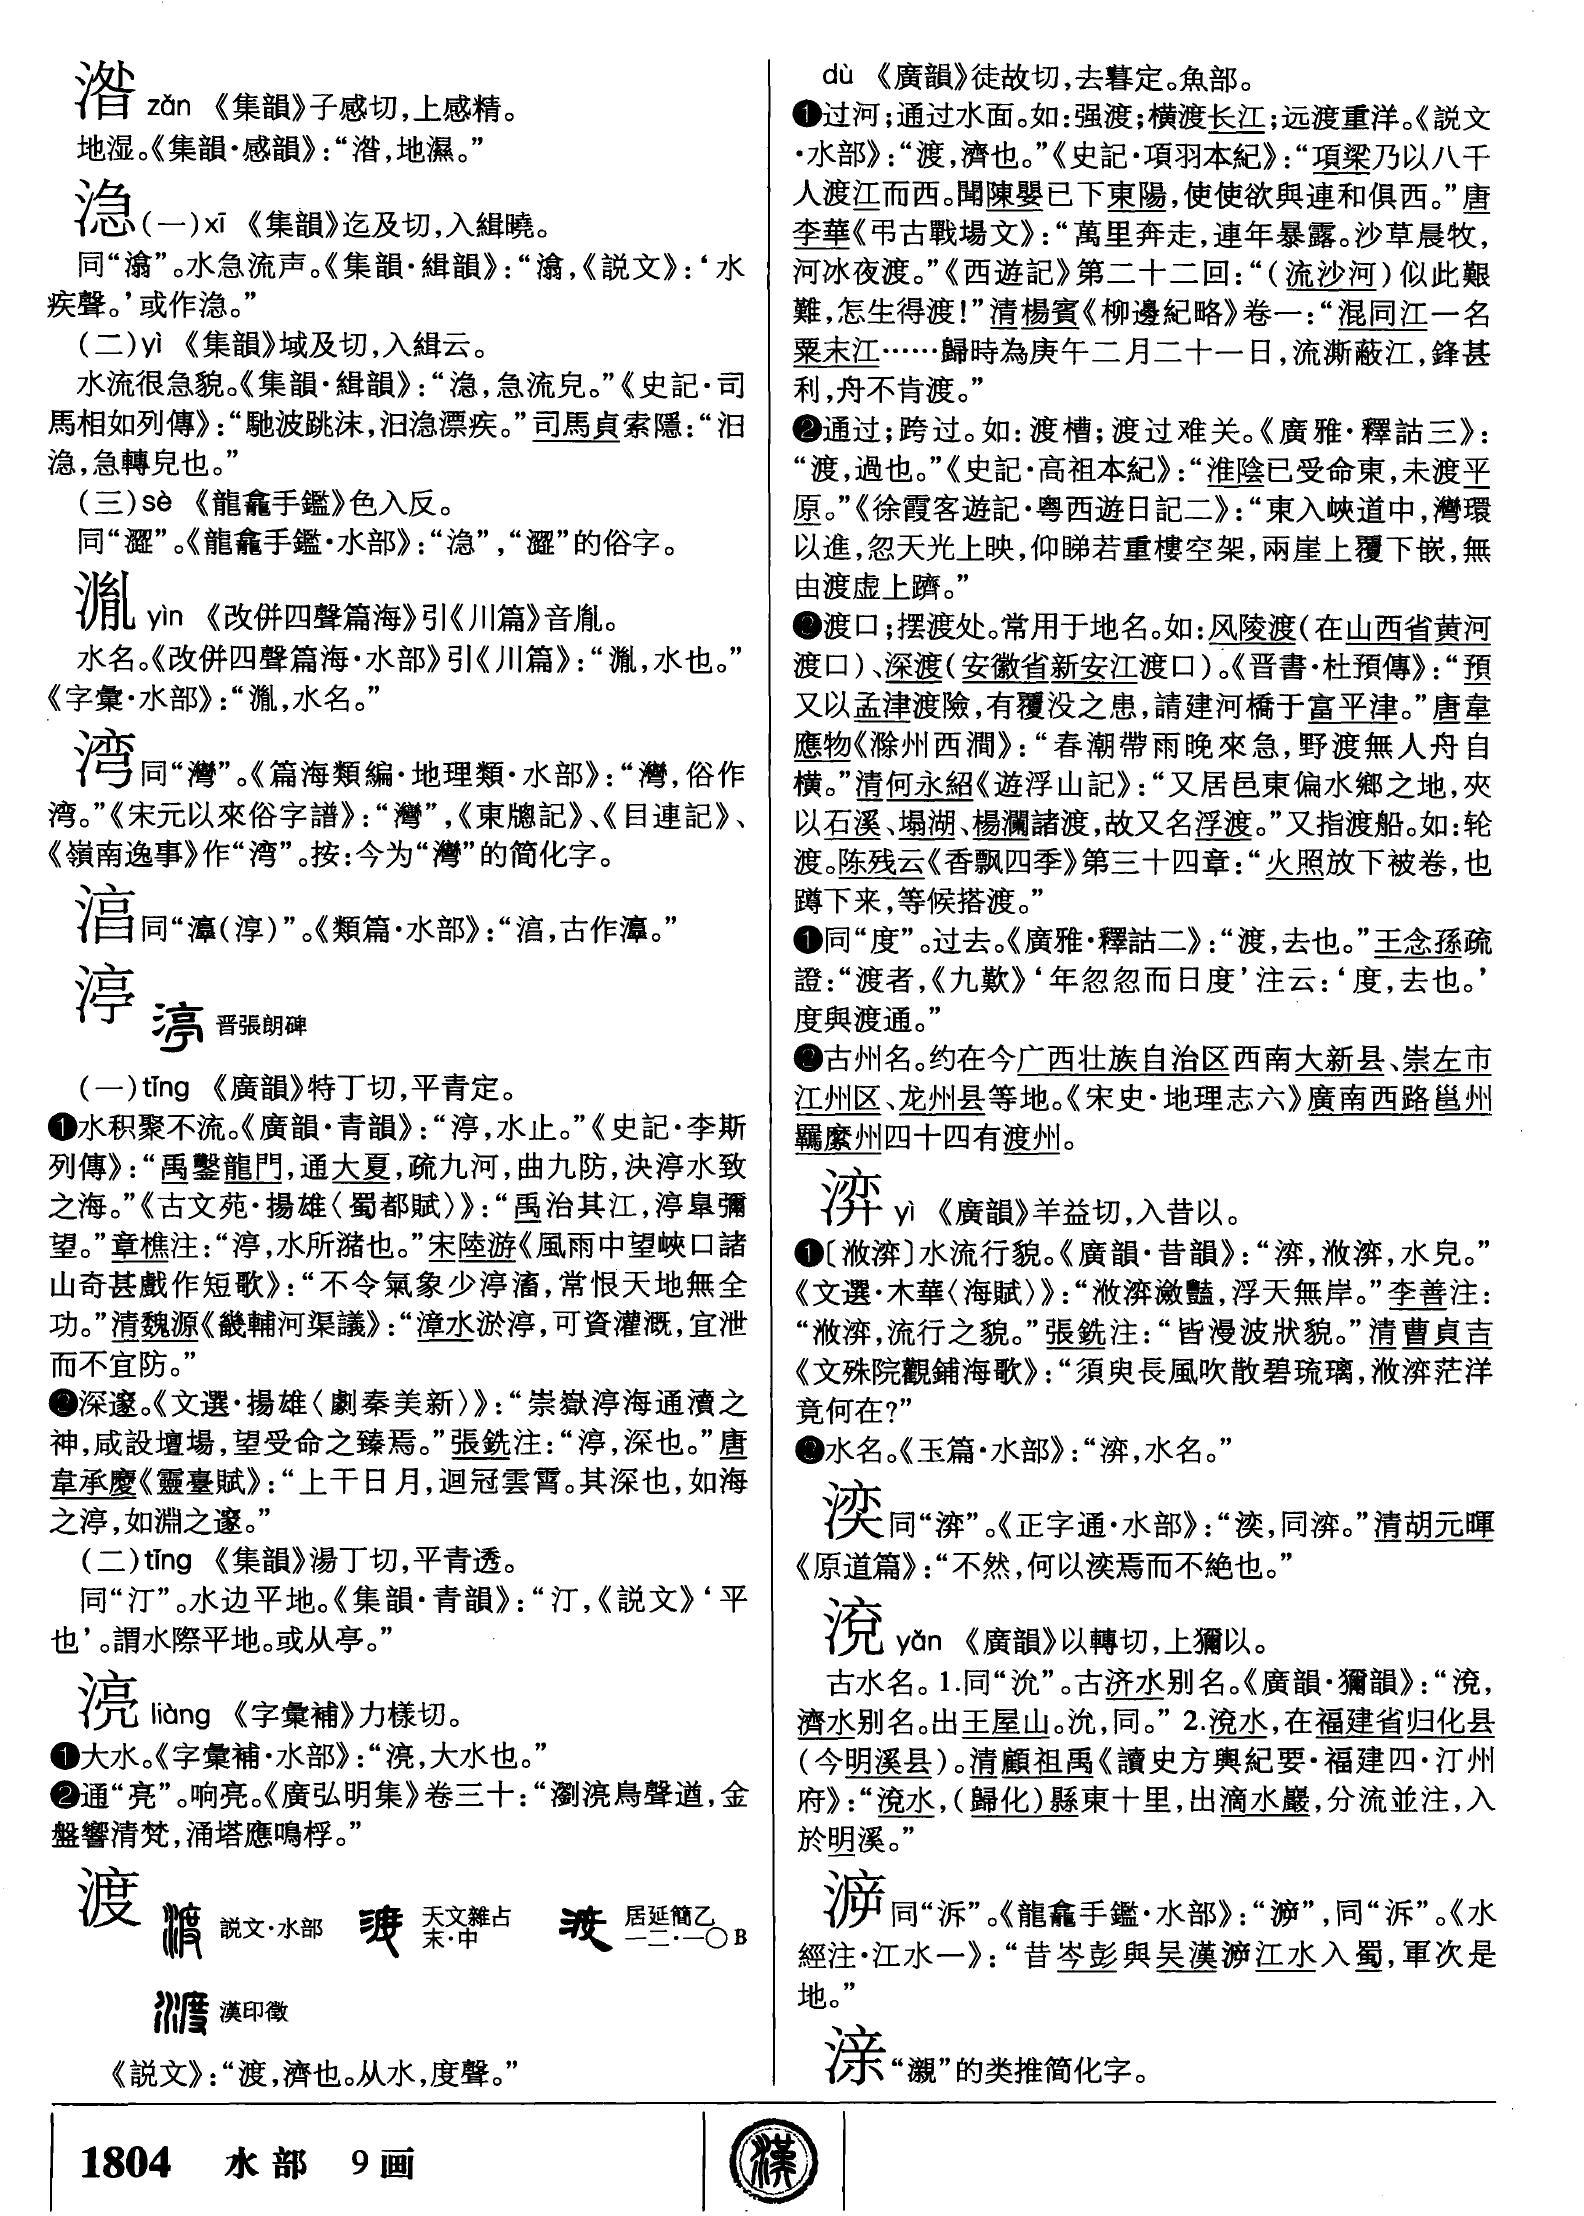 湝 zǎn 《集韻》子感切,上感精。
地湿。《集韻·感韻》:“湝,地濕。”
㴔(一)xī 《集韻》迄及切,入緝曉。
同“潝”。水急流声。《集韻·緝韻》:“潝,《説文》:‘水
疾聲。’或作㴔。”
(二)yì 《集韻》域及切,入緝云。
水流很急貌。《集韻·緝韻》:“㴔,急流皃。”《史記·司
馬相如列傳》:“馳波跳沫,汩㴔漂疾。”司馬貞索隱:“汩
㴔,急轉皃也。”
(三)sè 《龍龕手鑑》色入反。
同“澀”。《龍龕手鑑·水部》:“㴔”,“澀”的俗字。
yìn 《改併四聲篇海》引《川篇》音胤。
水名。《改併四聲篇海·水部》引《川篇》:“,水也。”
《字彙·水部》:“,水名。”
湾同“灣”。《篇海類編·地理類·水部》:“灣,俗作
湾。”《宋元以來俗字譜》:“灣”,《東牕記》、《目連記》、
《嶺南逸事》作“湾”。按:今为“灣”的简化字。
湻同“𣿅(淳)”。《類篇·水部》:“湻,古作𣿅。”
渟 渟 晋張朗碑
(一)tīng 《廣韻》特丁切,平青定。
❶水积聚不流。《廣韻·青韻》:“渟,水止。”《史記·李斯
列傳》:“禹鑿龍門,通大夏,疏九河,曲九防,決渟水致
之海。”《古文苑·揚雄〈蜀都賦〉》:“禹治其江,渟皐彌
望。”章樵注:“渟,水所瀦也。”宋陸游《風雨中望峽口諸
山奇甚戲作短歌》:“不令氣象少渟滀,常恨天地無全
功。”清魏源《畿輔河渠議》:“漳水淤渟,可資灌溉,宜泄
而不宜防。”
❷深邃。《文選·揚雄〈劇秦美新〉》:“崇嶽渟海通瀆之
神,咸設壇場,望受命之臻焉。”張銑注:“渟,深也。”唐
韋承慶《靈臺賦》:“上干日月,迴冠雲霄。其深也,如海
之渟,如淵之邃。”
(二)tīng 《集韻》湯丁切,平青透。
同“汀”。水边平地。《集韻·青韻》:“汀,《説文》‘平
也’。謂水際平地。或从亭。”
湸 liàng 《字彙補》力樣切。
❶大水。《字彙補·水部》:“湸,大水也。”
❷通“亮”。响亮。《廣弘明集》卷三十:“瀏湸鳥聲遒,金
盤響清梵,涌塔應鳴桴。”
渡 渡 説文·水部 渡 天文雜占末·中 渡 居延簡乙一二·一〇B
渡 漢印徵
《説文》:“渡,濟也。从水,度聲。”
dù 《廣韻》徒故切,去暮定。魚部。
❶过河;通过水面。如:强渡;横渡长江;远渡重洋。《説文
·水部》:“渡,濟也。”《史記·項羽本紀》:“項梁乃以八千
人渡江而西。聞陳嬰已下東陽,使使欲與連和俱西。”唐
李華《弔古戰場文》:“萬里奔走,連年暴露。沙草晨牧,
河冰夜渡。”《西遊記》第二十二回:“(流沙河)似此艱
難,怎生得渡!”清楊賓《柳邊紀略》卷一:“混同江一名
粟末江……歸時為庚午二月二十一日,流澌蔽江,鋒甚
利,舟不肯渡。”
❷通过;跨过。如:渡槽;渡过难关。《廣雅·釋詁三》:
“渡,過也。”《史記·高祖本紀》:“淮陰已受命東,未渡平
原。”《徐霞客遊記·粤西遊日記二》:“東入峽道中,灣環
以進,忽天光上映,仰睇若重樓空架,兩崖上覆下嵌,無
由渡虛上躋。”
❸渡口;摆渡处。常用于地名。如:风陵渡(在山西省黄河
渡口)、深渡(安徽省新安江渡口)。《晋書·杜預傳》:“預
又以孟津渡險,有覆没之患,請建河橋于富平津。”唐韋
應物《滁州西澗》:“春潮帶雨晚來急,野渡無人舟自
橫。”清何永紹《遊浮山記》:“又居邑東偏水鄉之地,夾
以石溪、塌湖、楊瀾諸渡,故又名浮渡。”又指渡船。如:轮
渡。陈残云《香飘四季》第三十四章:“火照放下被卷,也
蹲下来,等候搭渡。”
❹同“度”。过去。《廣雅·釋詁二》:“渡,去也。”王念孫疏
證:“渡者,《九歎》‘年忽忽而日度’注云:‘度,去也。’
度與渡通。”
❺古州名。约在今广西壮族自治区西南大新县、崇左市
江州区、龙州县等地。《宋史·地理志六》廣南西路邕州
羈縻州四十四有渡州。
渀 yì 《廣韻》羊益切,入昔以。
❶〔浟湙〕水流行貌。《廣韻·昔韻》:“湙,浟湙,水皃。”
《文選·木華〈海賦〉》:“浟湙瀲豔,浮天無岸。”李善注:
“浟湙,流行之貌。”張銑注:“皆漫波狀貌。”清曹貞吉
《文殊院觀鋪海歌》:“須臾長風吹散碧琉璃,浟湙茫洋
竟何在?”
❷水名。《玉篇·水部》:“湙,水名。”
湙同“”。《正字通·水部》:“湙,同。”清胡元暉
《原道篇》:“不然,何以湙焉而不絶也。”
渷 yǎn 《廣韻》以轉切,上獮以。
古水名。1.同“沇”。古济水别名。《廣韻·獮韻》:“渷,
濟水别名。出王屋山。沇,同。” 2.渷水,在福建省归化县
(今明溪县)。清顧祖禹《讀史方輿紀要·福建四·汀州
府》:“渷水,(歸化)縣東十里,出滴水巖,分流並注,入
於明溪。”
同“泝”。《龍龕手鑑·水部》:“”,同“泝”。《水
經注·江水一》:“昔岑彭與吴漢江水入蜀,軍次是
地。”
“瀙”的类推简化字。
1804 水部 9画
漢